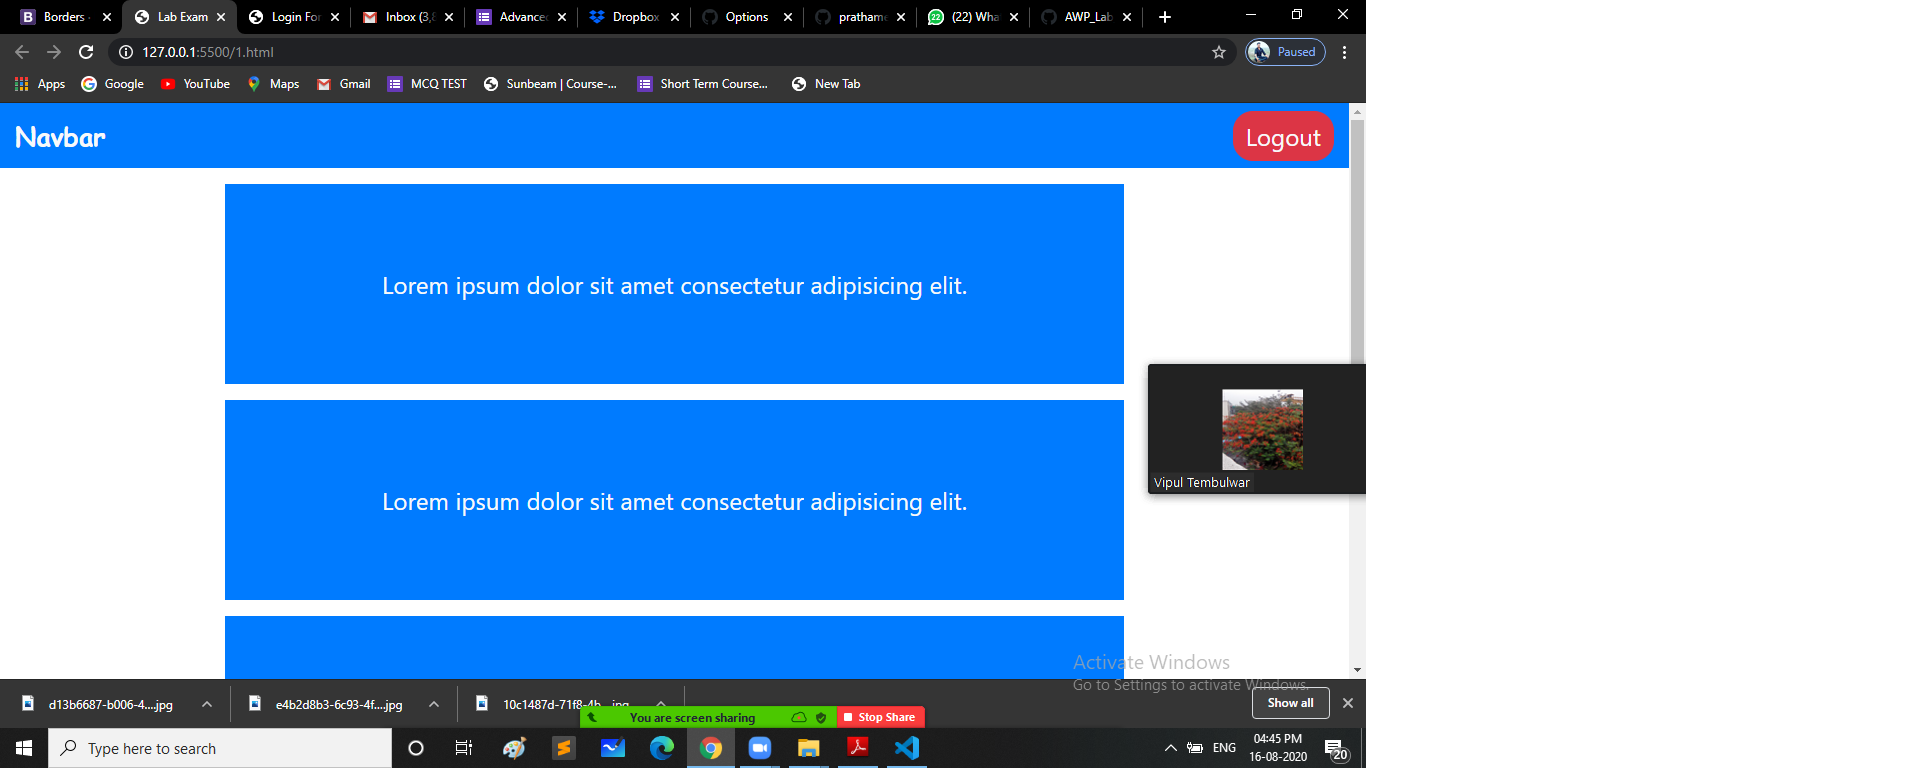 Borders
Lab Exam
Login For
Inbox (3,
Advanced
Dropbox
Options
prathame
(22) Wha
AWP_Lab
127.0.0.1:5500/1.html
Paused
Apps
Google
YouTube
Maps
Gmail
MCQ TEST
Sunbeam | Course-...
Short Term Course...
New Tab
Navbar
Logout
Lorem ipsum dolor sit amet consectetur adipisicing elit.
Lorem ipsum dolor sit amet consectetur adipisicing elit.
Vipul Tembulwar
Activate Windows
Go to Settings to activate Windows.
d13b6687-b006-4....jpg
e4b2d8b3-6c93-4f....jpg
10c1487d-71f8-4b....jpg
Show all
You are screen sharing
Stop Share
Type here to search
ENG
04:45 PM
16-08-2020
20